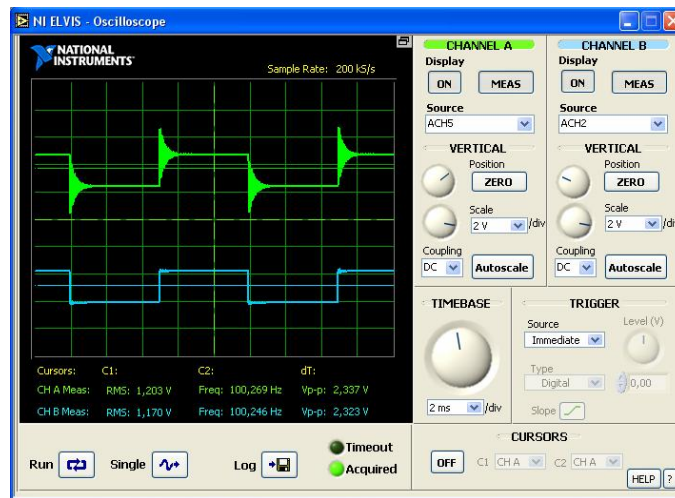 NI ELVIS - Oscilloscope
NATIONAL
INSTRUMENTS™
Sample Rate: 200 kS/s
Cursors: C1: C2: dT:
CH A Meas: RMS: 1,203 V Freq: 100,269 Hz Vp-p: 2,337 V
CH B Meas: RMS: 1,170 V Freq: 100,246 Hz Vp-p: 2,323 V
Run Single Log Timeout
Acquired
CHANNEL A
Display
ON MEAS
Source
ACH5
VERTICAL
Position
ZERO
Scale
2 V /div
Coupling
DC Autoscale
CHANNEL B
Display
ON MEAS
Source
ACH2
VERTICAL
Position
ZERO
Scale
2 V /div
Coupling
DC Autoscale
TIMEBASE
2 ms /div
TRIGGER
Source Level (V)
Immediate
Type
Digital 0,00
Slope
CURSORS
OFF C1 CH A C2 CH A
HELP ?